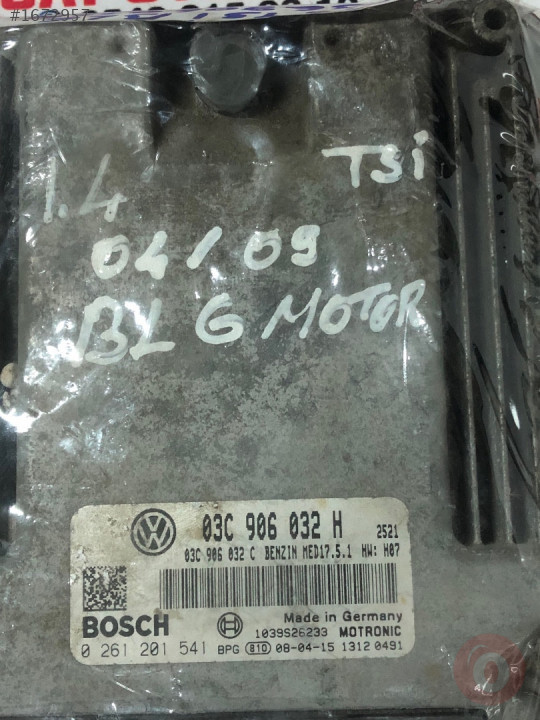 #1672957
1.4 TSi
04/09
BLG MOTOR
03C 906 032 H 2521
03C 906 032 C BENZIN MED17.5.1 HW: H07
BOSCH
Made in Germany
1039S26233 MOTRONIC
0 261 201 541 BPG 810 08-04-15 1312 0491